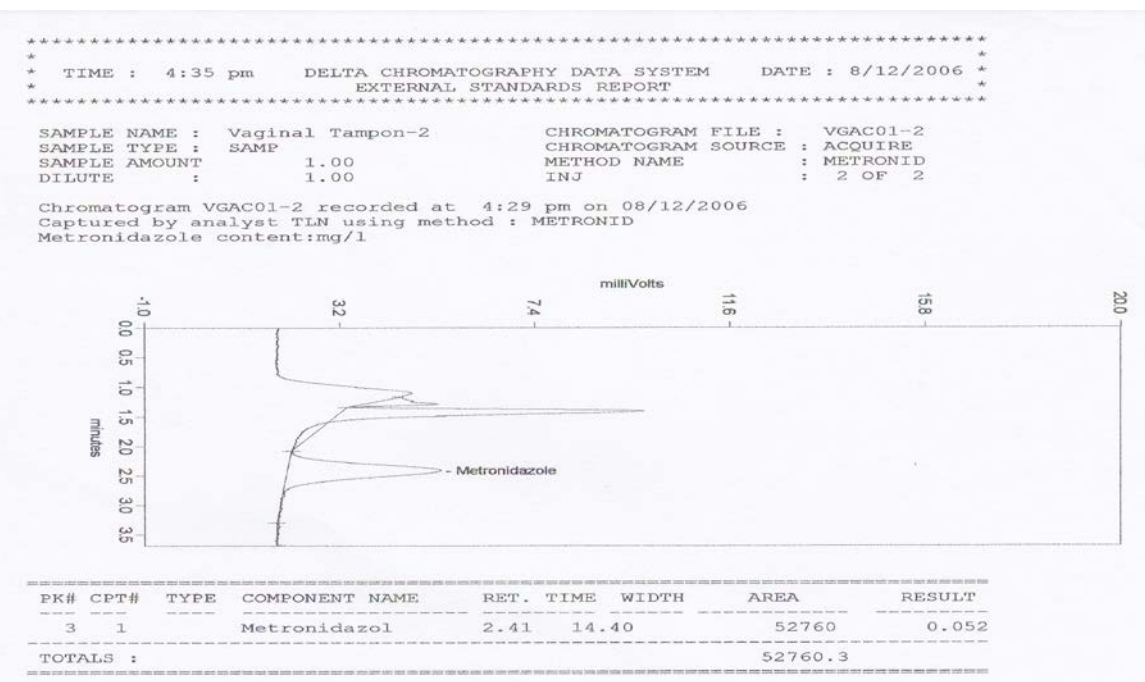 ********************************************************************************
* *
* TIME : 4:35 pm DELTA CHROMATOGRAPHY DATA SYSTEM DATE : 8/12/2006 *
* EXTERNAL STANDARDS REPORT *
********************************************************************************
SAMPLE NAME : Vaginal Tampon-2 CHROMATOGRAM FILE : VGAC01-2
SAMPLE TYPE : SAMP CHROMATOGRAM SOURCE : ACQUIRE
SAMPLE AMOUNT 1.00 METHOD NAME : METRONID
DILUTE : 1.00 INJ : 2 OF 2
Chromatogram VGAC01-2 recorded at 4:29 pm on 08/12/2006
Captured by analyst TLN using method : METRONID
Metronidazole content:mg/l
milliVolts
-1.0 3.2 7.4 11.6 15.8 20.0
0.0
0.5
1.0
1.5
minutes
2.0
- Metronidazole
2.5
3.0
3.5
PK# CPT# TYPE COMPONENT NAME RET. TIME WIDTH AREA RESULT
3 1 Metronidazol 2.41 14.40 52760 0.052
TOTALS : 52760.3